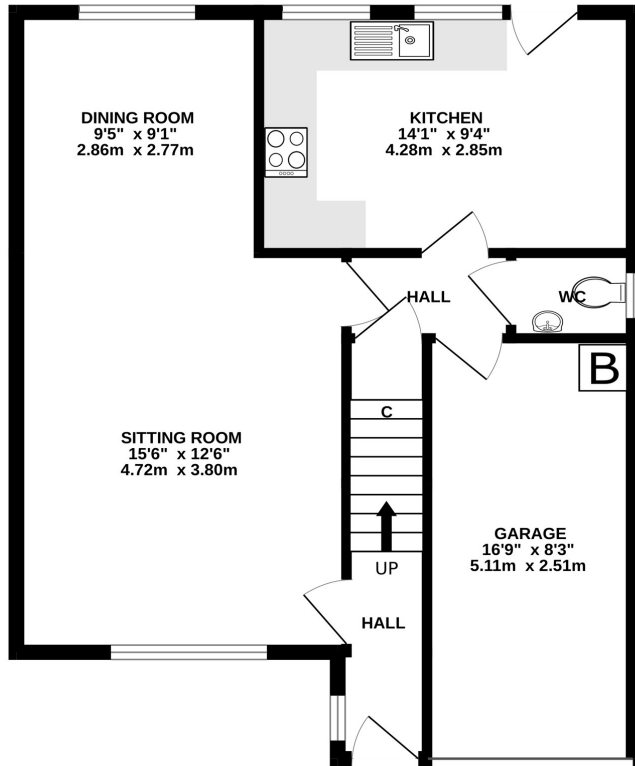 DINING ROOM
9'5" x 9'1"
2.86m x 2.77m
KITCHEN
14'1" x 9'4"
4.28m x 2.85m
HALL
WC
B
C
SITTING ROOM
15'6" x 12'6"
4.72m x 3.80m
GARAGE
16'9" x 8'3"
5.11m x 2.51m
UP
HALL